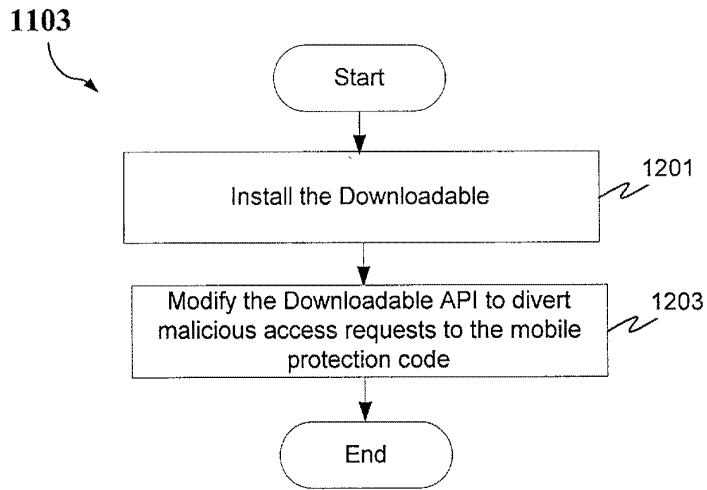 1103
Start
Install the Downloadable
1201
Modify the Downloadable API to divert
malicious access requests to the mobile
protection code
1203
End